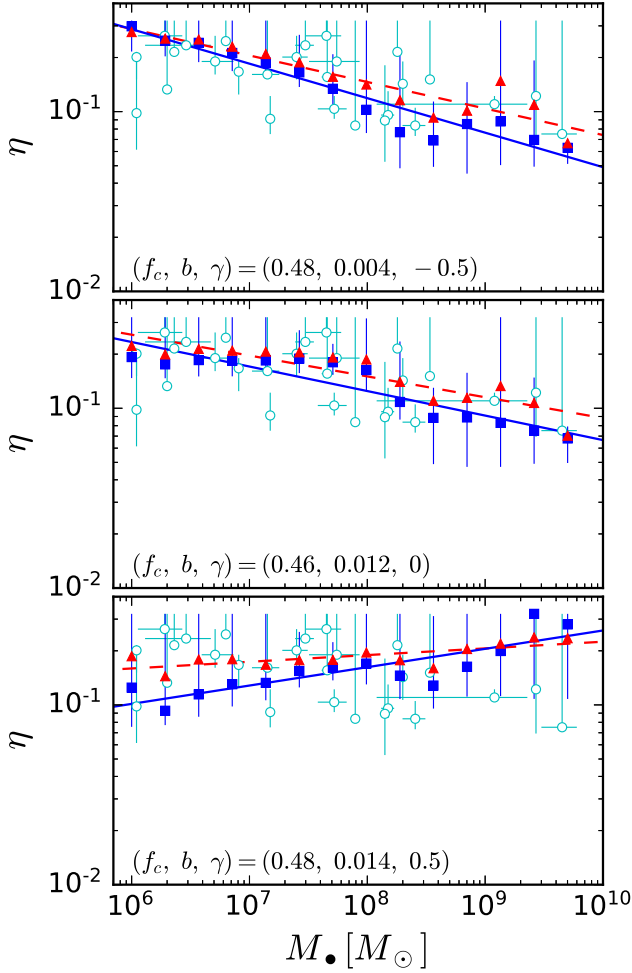 10⁻¹
η
10⁻²
(f_c, b, γ)=(0.48, 0.004, −0.5)
10⁻¹
η
10⁻²
(f_c, b, γ)=(0.46, 0.012, 0)
10⁻¹
η
10⁻²
(f_c, b, γ)=(0.48, 0.014, 0.5)
10⁶ 10⁷ 10⁸ 10⁹ 10¹⁰
M_• [M_⊙]